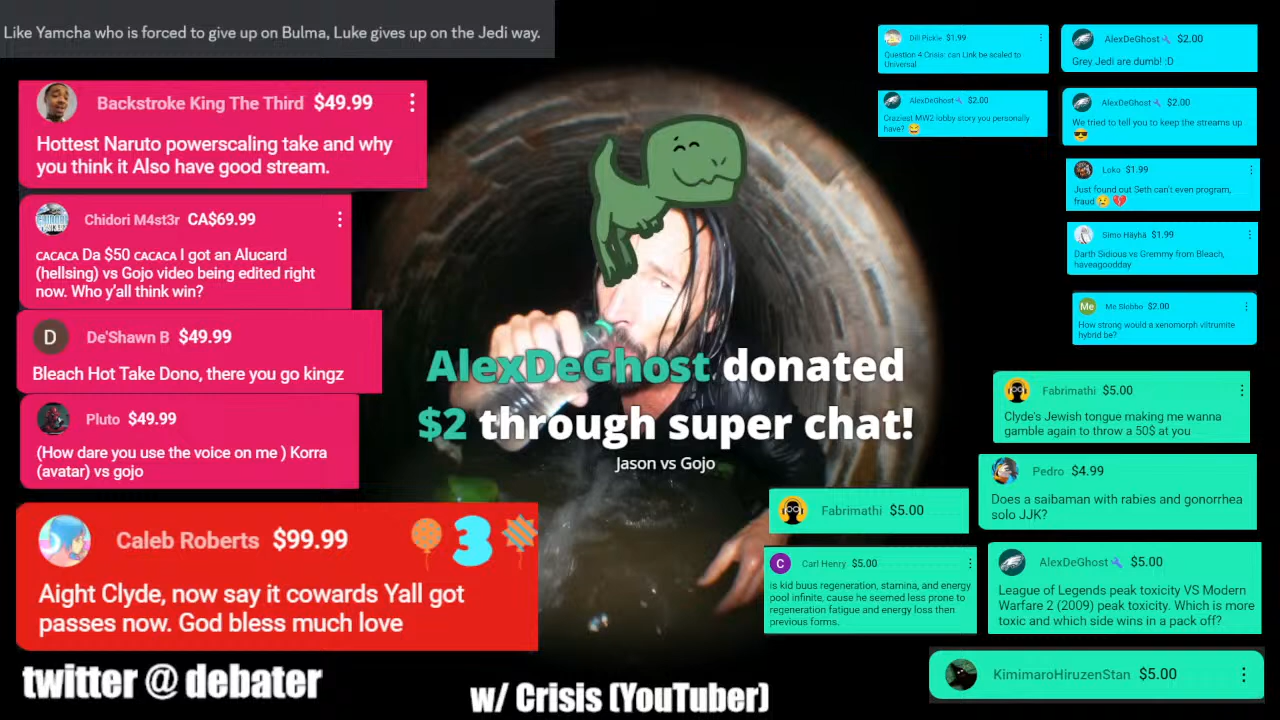 Like Yamcha who is forced to give up on Bulma, Luke gives up on the Jedi way.
Backstroke King The Third $49.99
Hottest Naruto powerscaling take and why
you think it Also have good stream.
Chidori M4st3r CA$69.99
ᴄᴀᴄᴀᴄᴀ Da $50 ᴄᴀᴄᴀᴄᴀ I got an Alucard
(hellsing) vs Gojo video being edited right
now. Who y'all think win?
D
De'Shawn B $49.99
Bleach Hot Take Dono, there you go kingz
Pluto $49.99
(How dare you use the voice on me ) Korra
(avatar) vs gojo
Caleb Roberts $99.99
3
Aight Clyde, now say it cowards Yall got
passes now. God bless much love
twitter @ debater
AlexDeGhost donated
$2 through super chat!
Jason vs Gojo
w/ Crisis (YouTuber)
Dill Pickle $1.99
Question 4 Crisis: can Link be scaled to
Universal
AlexDeGhost $2.00
Craziest MW2 lobby story you personally
have? 😂
AlexDeGhost $2.00
Grey Jedi are dumb! :D
AlexDeGhost $2.00
We tried to tell you to keep the streams up
😎
Loko $1.99
Just found out Seth can't even program,
fraud 😢 💔
Simo Häyhä $1.99
Darth Sidious vs Gremmy from Bleach,
haveagoodday
Me
Me Slobbo $2.00
How strong would a xenomorph viltrumite
hybrid be?
Fabrimathi $5.00
Clyde's Jewish tongue making me wanna
gamble again to throw a 50$ at you
Pedro $4.99
Does a saibaman with rabies and gonorrhea
solo JJK?
Fabrimathi $5.00
C
Carl Henry $5.00
is kid buus regeneration, stamina, and energy
pool infinite, cause he seemed less prone to
regeneration fatigue and energy loss then
previous forms.
AlexDeGhost $5.00
League of Legends peak toxicity VS Modern
Warfare 2 (2009) peak toxicity. Which is more
toxic and which side wins in a pack off?
KimimaroHiruzenStan $5.00